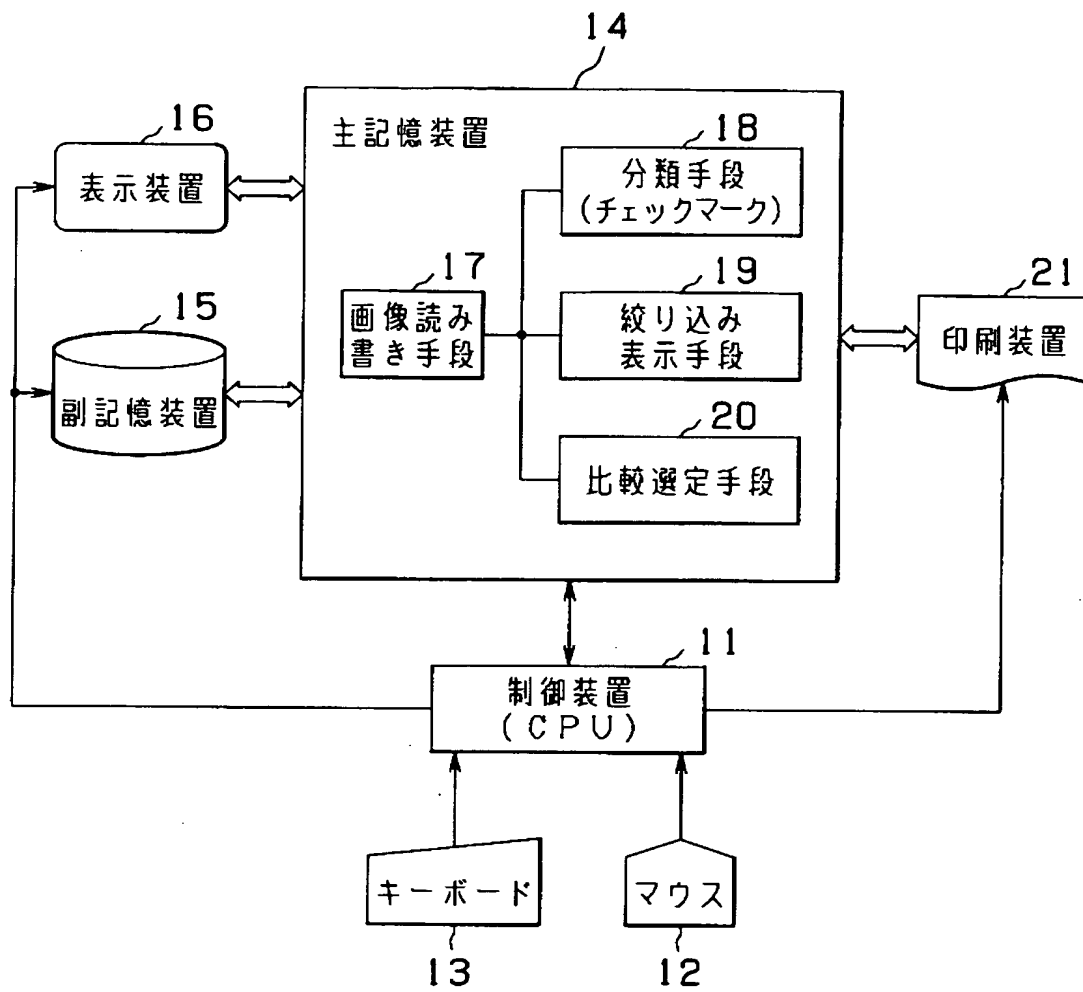 14
主記憶装置
16
表示装置
18
分類手段
(チェックマーク)
17
画像読み
書き手段
19
絞り込み
表示手段
21
印刷装置
15
副記憶装置
20
比較選定手段
11
制御装置
(CPU)
キーボード
13
マウス
12